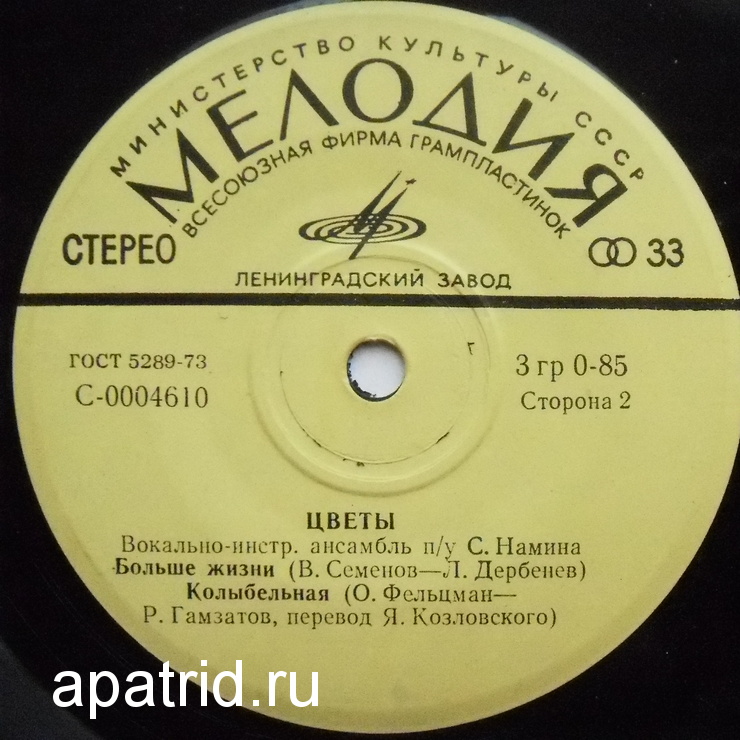 МИНИСТЕРСТВО КУЛЬТУРЫ СССР
МЕЛОДИЯ
ВСЕСОЮЗНАЯ ФИРМА ГРАМПЛАСТИНОК
СТЕРЕО
33
ЛЕНИНГРАДСКИЙ ЗАВОД
ГОСТ 5289-73
3 гр 0-85
С-0004610
Сторона 2
ЦВЕТЫ
Вокально-инстр. ансамбль п/у С. Намина
Больше жизни (В. Семенов—Л. Дербенев)
Колыбельная (О. Фельцман—
Р. Гамзатов, перевод Я. Козловского)
apatrid.ru